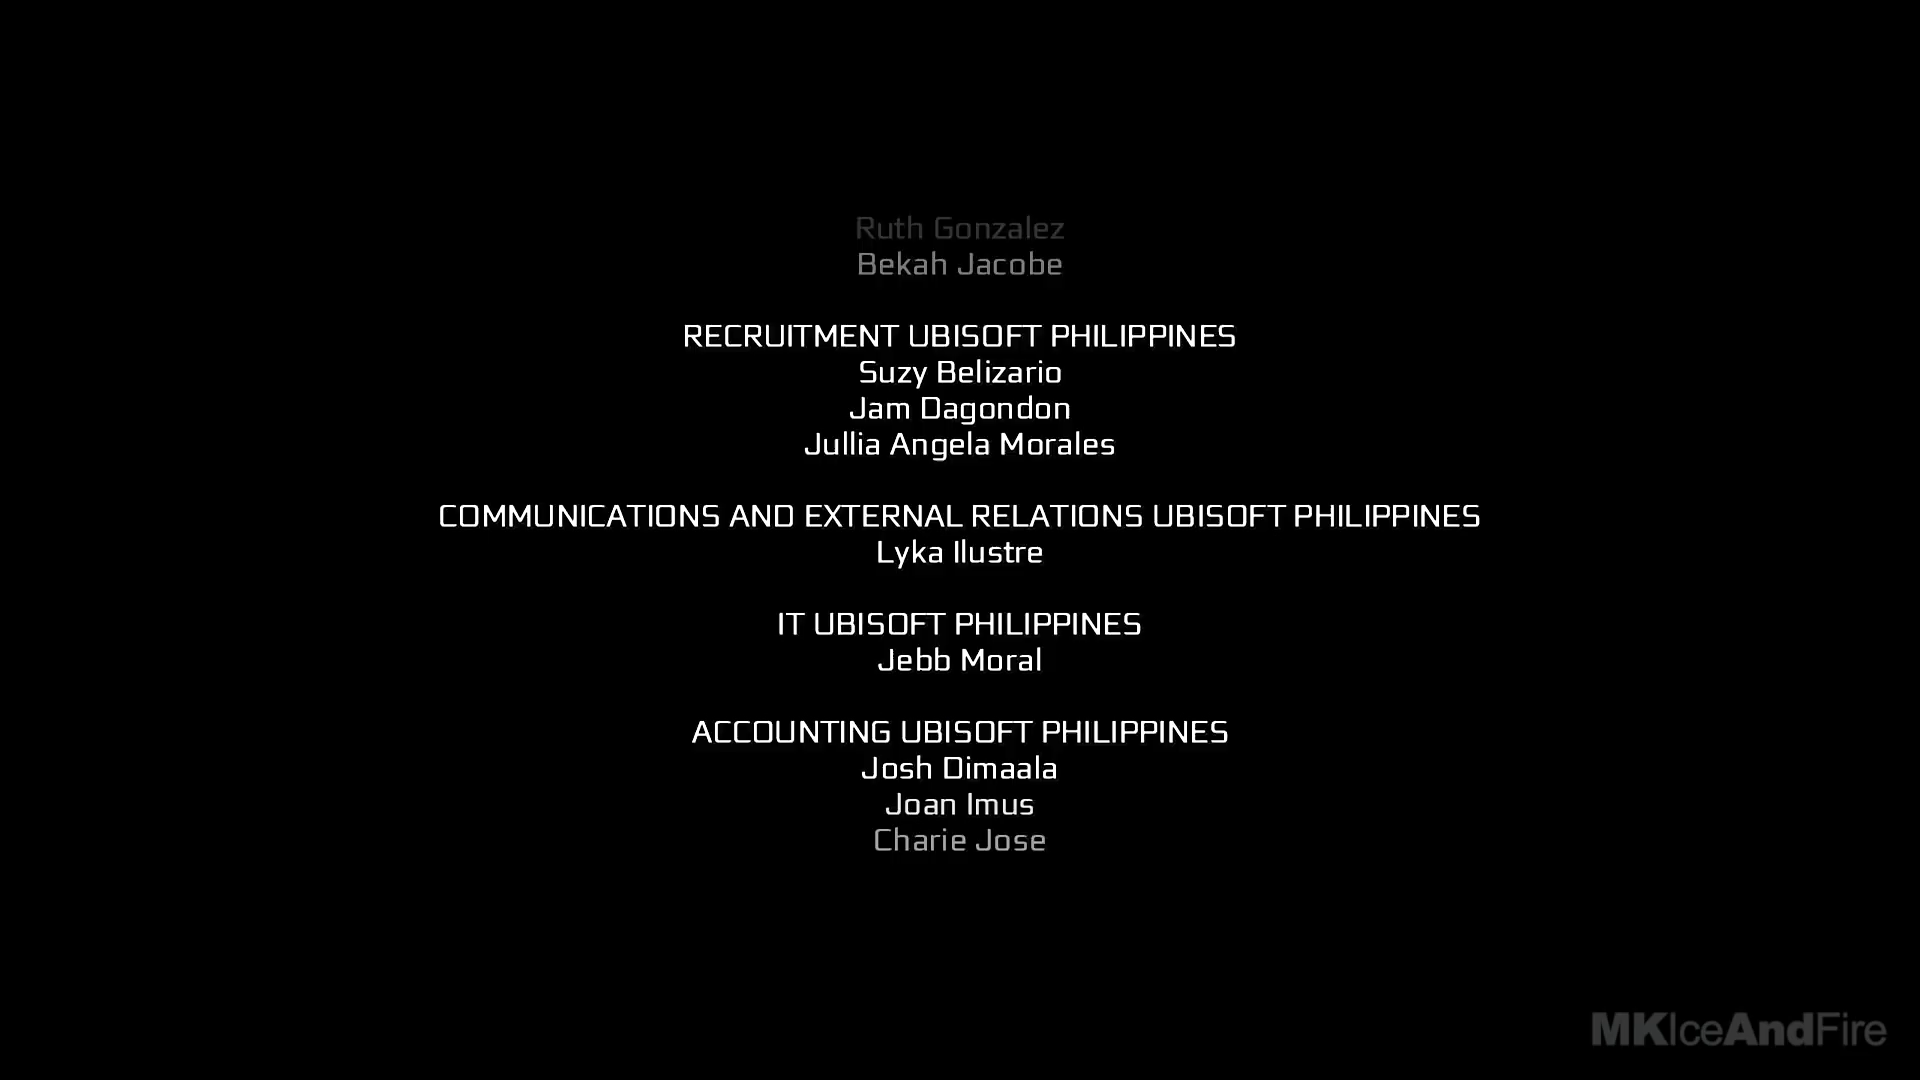 Ruth Gonzalez
Bekah Jacobe
RECRUITMENT UBISOFT PHILIPPINES
Suzy Belizario
Jam Dagondon
Jullia Angela Morales
COMMUNICATIONS AND EXTERNAL RELATIONS UBISOFT PHILIPPINES
Lyka Ilustre
IT UBISOFT PHILIPPINES
Jebb Moral
ACCOUNTING UBISOFT PHILIPPINES
Josh Dimaala
Joan Imus
Charie Jose
MKIceAndFire